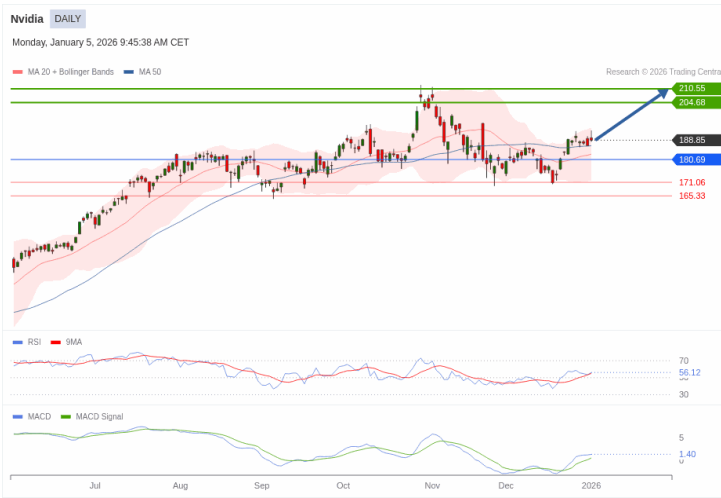 Nvidia DAILY
Monday, January 5, 2026 9:45:38 AM CET
MA 20 + Bollinger Bands MA 50 Research © 2026 Trading Centra
210.55
204.68
188.85
180.69
171.06
165.33
RSI 9MA
70
56.12
30
MACD MACD Signal
5
1.40
0
Jul Aug Sep Oct Nov Dec 2026